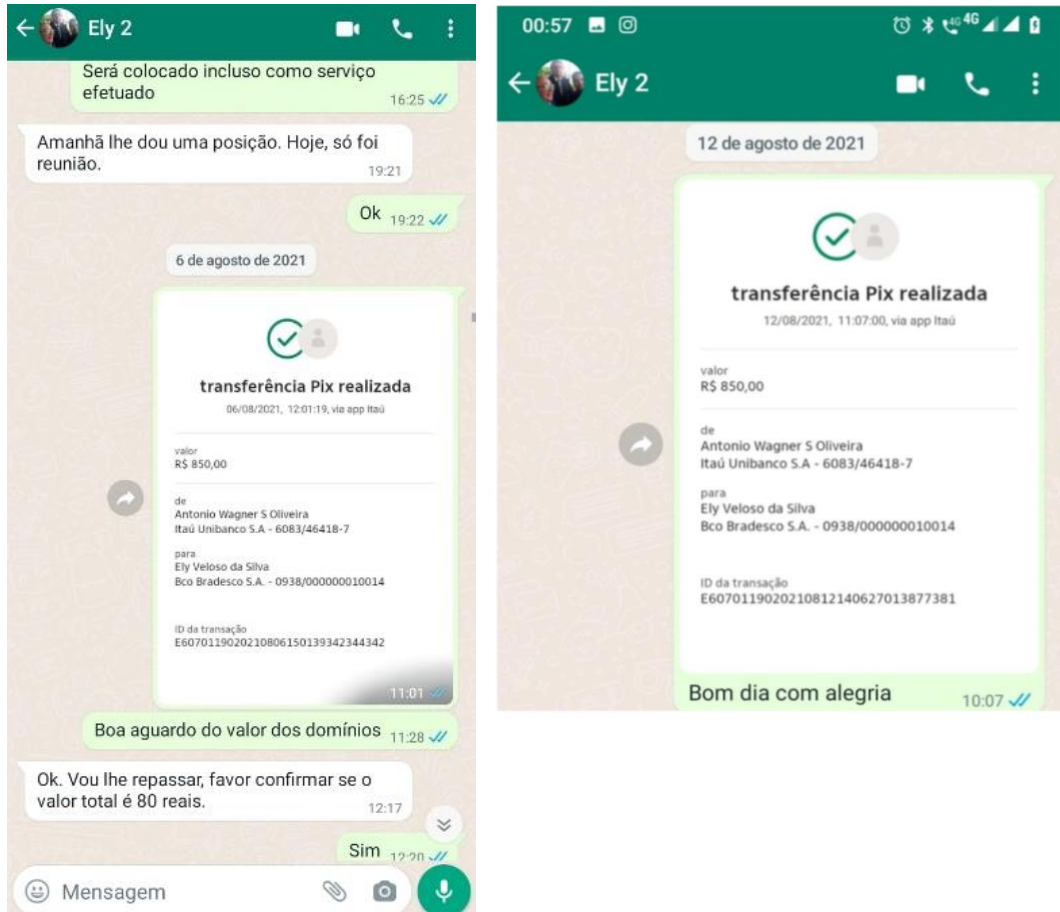 Ely 2
Será colocado incluso como serviço
efetuado
16:25
Amanhã lhe dou uma posição. Hoje, só foi
reunião.
19:21
Ok 19:22
6 de agosto de 2021
transferência Pix realizada
06/08/2021, 12:01:19, via app Itaú
valor
R$ 850,00
de
Antonio Wagner S Oliveira
Itaú Unibanco S.A - 6083/46418-7
para
Ely Veloso da Silva
Bco Bradesco S.A. - 0938/000000010014
ID da transação
E6070119020210806150139342344342
11:01
Boa aguardo do valor dos domínios 11:28
Ok. Vou lhe repassar, favor confirmar se o
valor total é 80 reais.
12:17
Sim 12:20
Mensagem
00:57
4G 4G
Ely 2
12 de agosto de 2021
transferência Pix realizada
12/08/2021, 11:07:00, via app Itaú
valor
R$ 850,00
de
Antonio Wagner S Oliveira
Itaú Unibanco S.A - 6083/46418-7
para
Ely Veloso da Silva
Bco Bradesco S.A. - 0938/000000010014
ID da transação
E6070119020210812140627013877381
Bom dia com alegria 10:07